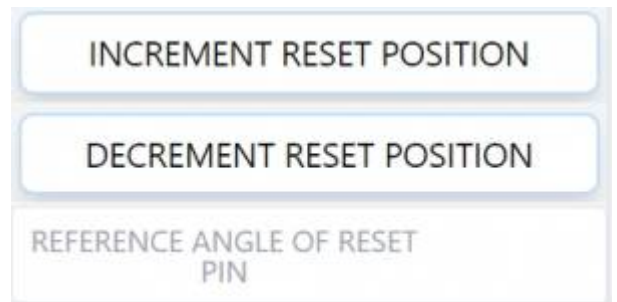 INCREMENT RESET POSITION
DECREMENT RESET POSITION
REFERENCE ANGLE OF RESET
PIN